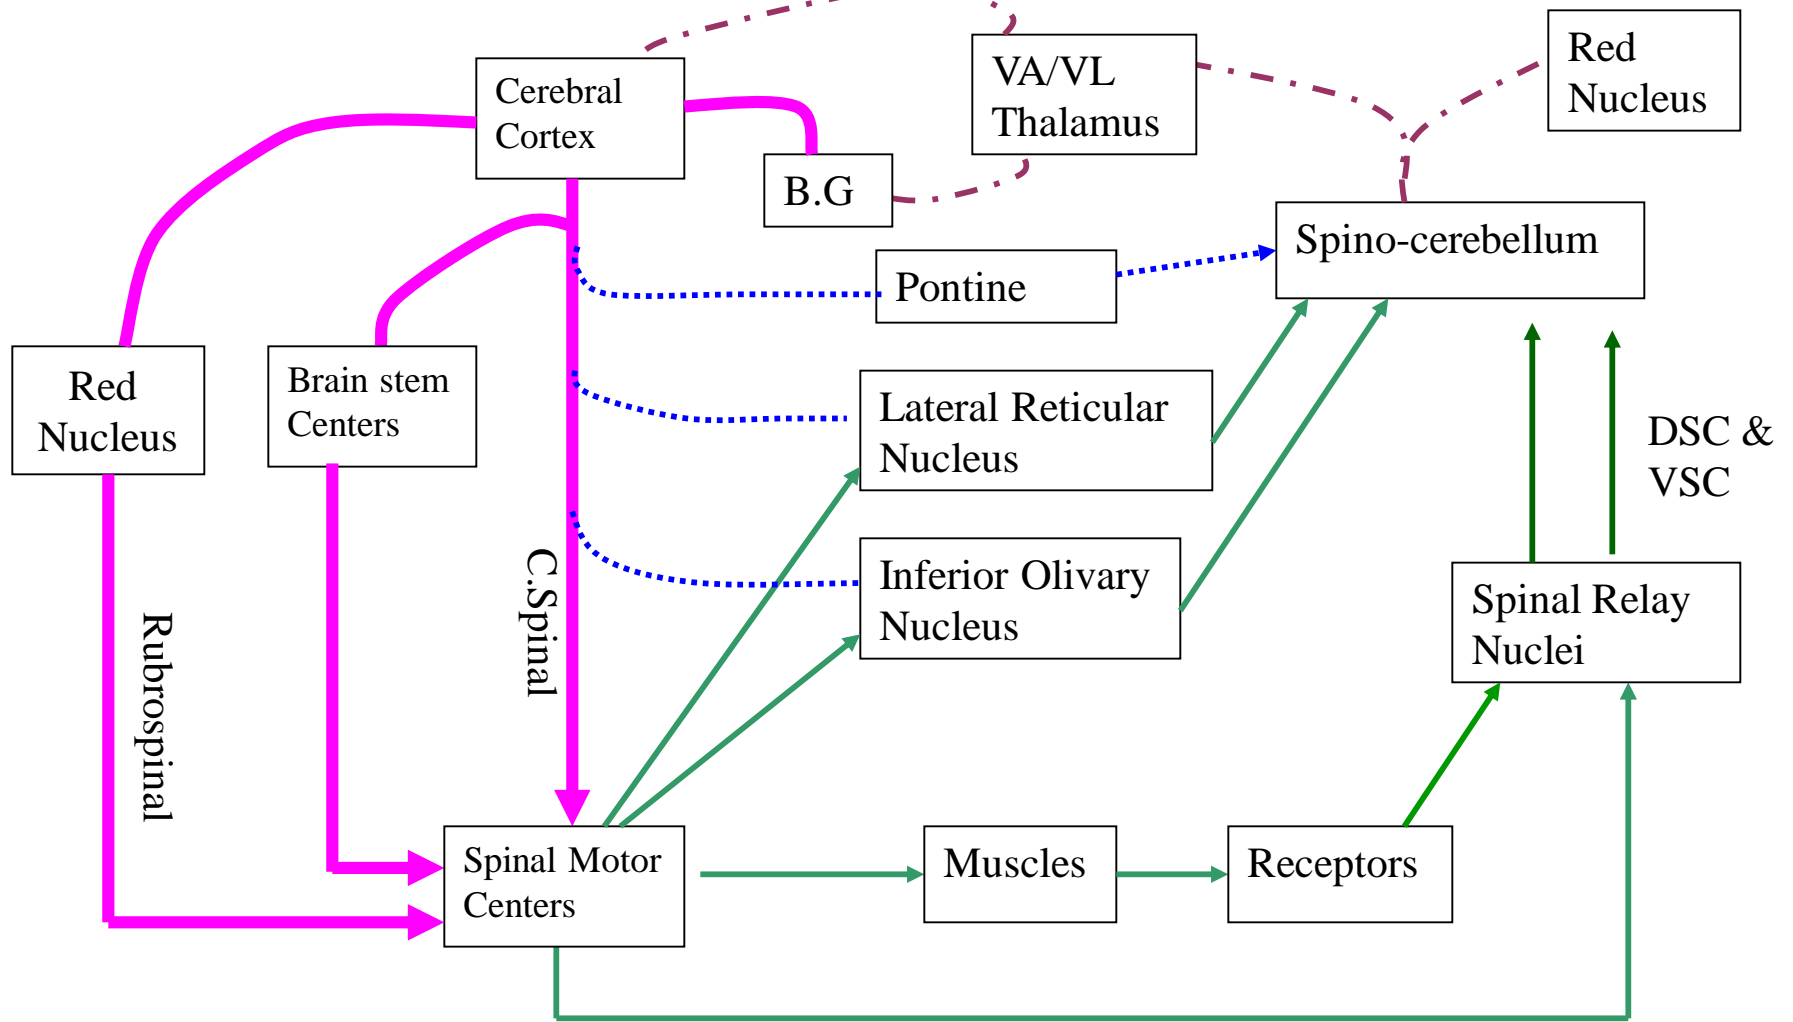 Cerebral
Cortex
VA/VL
Thalamus
Red
Nucleus
B.G
Spino-cerebellum
Pontine
Red
Nucleus
Brain stem
Centers
Lateral Reticular
Nucleus
DSC &
VSC
Inferior Olivary
Nucleus
Spinal Relay
Nuclei
C.Spinal
Rubrospinal
Spinal Motor
Centers
Muscles
Receptors